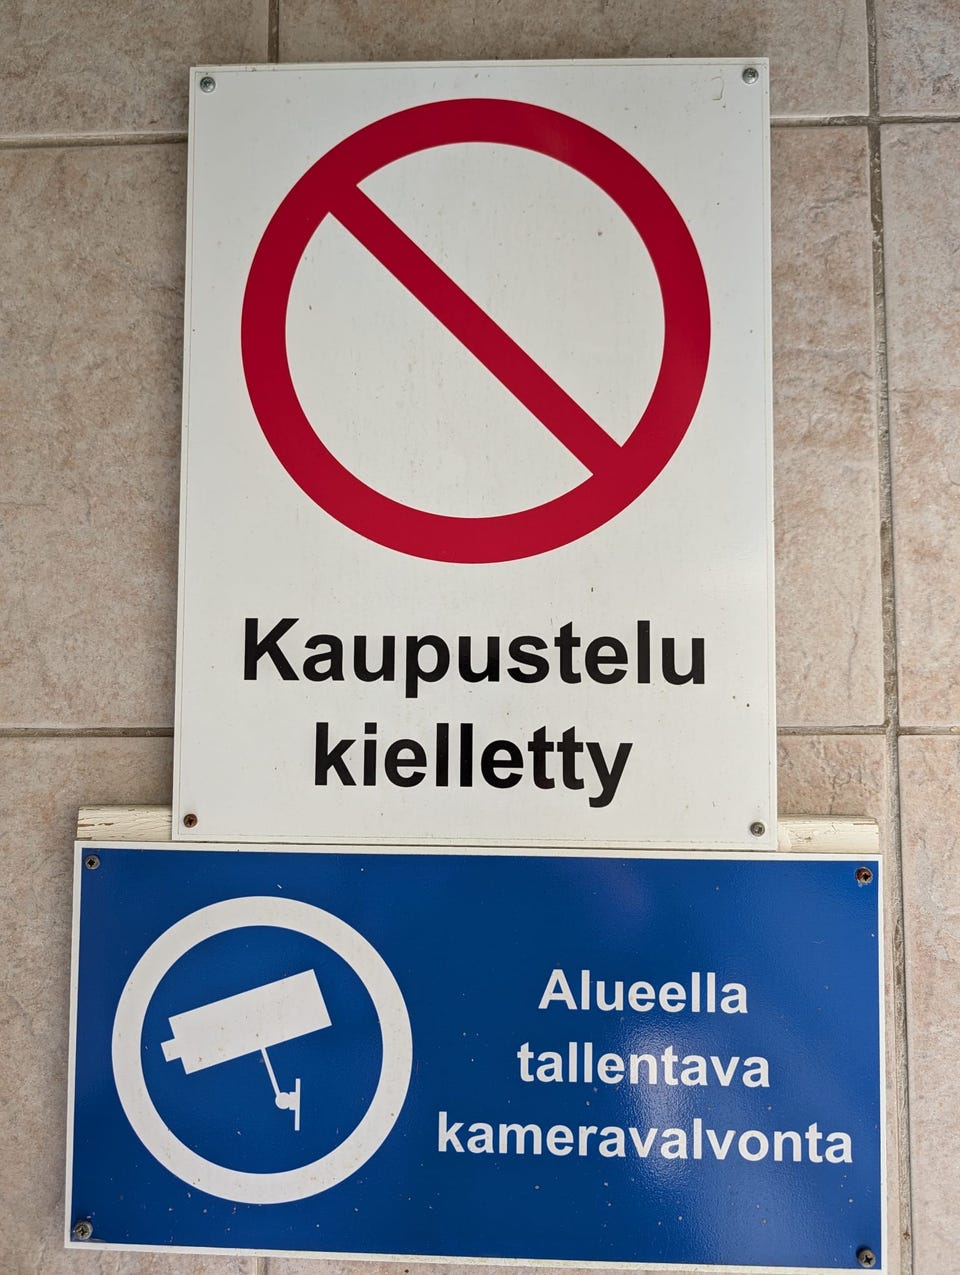 Kaupustelu
kielletty
Alueella
tallentava
kameravalvonta